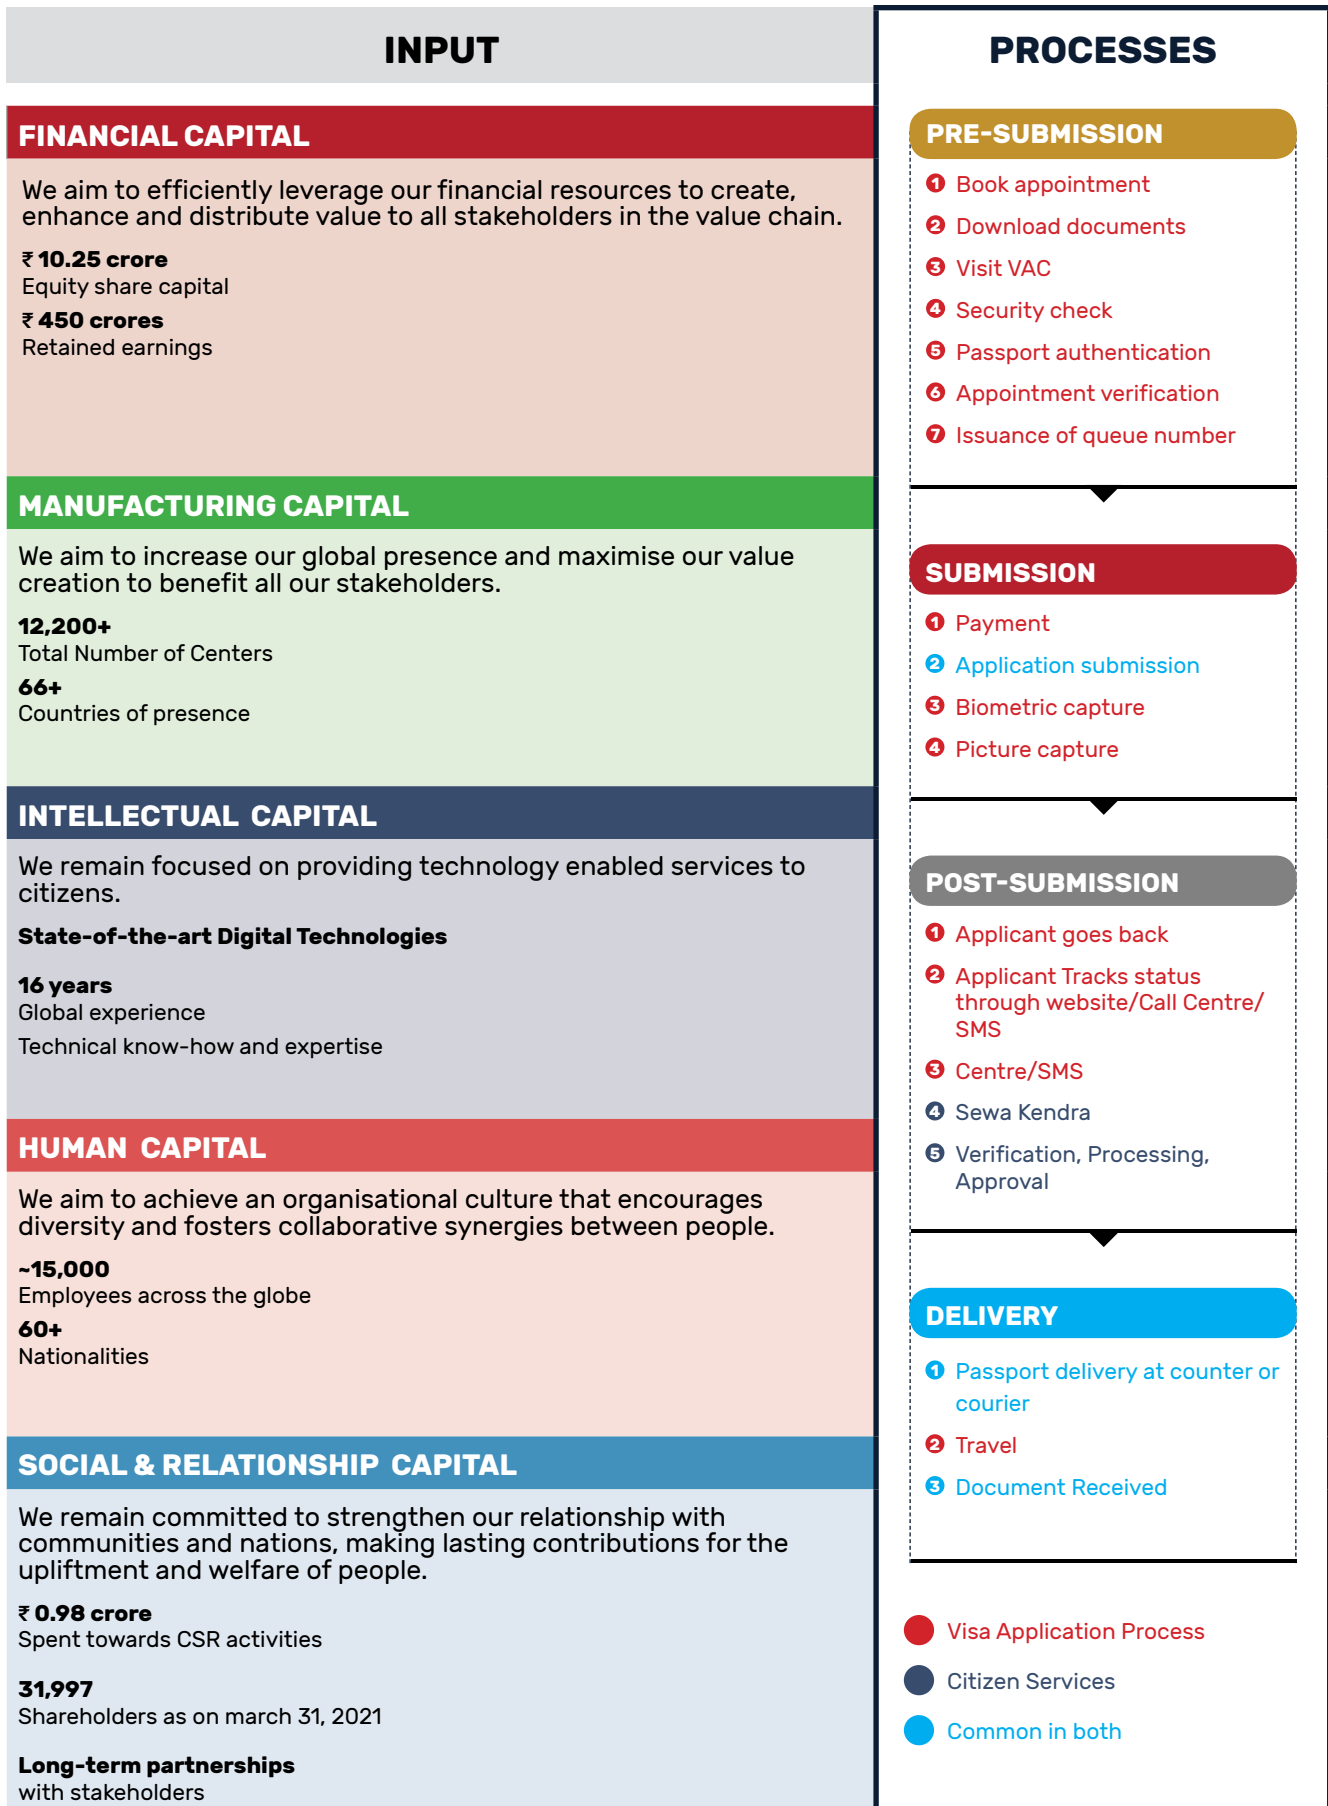 INPUT
FINANCIAL CAPITAL
We aim to efficiently leverage our financial resources to create,
enhance and distribute value to all stakeholders in the value chain.
₹ 10.25 crore
Equity share capital
₹ 450 crores
Retained earnings
MANUFACTURING CAPITAL
We aim to increase our global presence and maximise our value
creation to benefit all our stakeholders.
12,200+
Total Number of Centers
66+
Countries of presence
INTELLECTUAL CAPITAL
We remain focused on providing technology enabled services to
citizens.
State-of-the-art Digital Technologies
16 years
Global experience
Technical know-how and expertise
HUMAN CAPITAL
We aim to achieve an organisational culture that encourages
diversity and fosters collaborative synergies between people.
~15,000
Employees across the globe
60+
Nationalities
SOCIAL & RELATIONSHIP CAPITAL
We remain committed to strengthen our relationship with
communities and nations, making lasting contributions for the
upliftment and welfare of people.
₹ 0.98 crore
Spent towards CSR activities
31,997
Shareholders as on march 31, 2021
Long-term partnerships
with stakeholders
PROCESSES
PRE-SUBMISSION
1 Book appointment
2 Download documents
3 Visit VAC
4 Security check
5 Passport authentication
6 Appointment verification
7 Issuance of queue number
SUBMISSION
1 Payment
2 Application submission
3 Biometric capture
4 Picture capture
POST-SUBMISSION
1 Applicant goes back
2 Applicant Tracks status
through website/Call Centre/
SMS
3 Centre/SMS
4 Sewa Kendra
5 Verification, Processing,
Approval
DELIVERY
1 Passport delivery at counter or
courier
2 Travel
3 Document Received
Visa Application Process
Citizen Services
Common in both